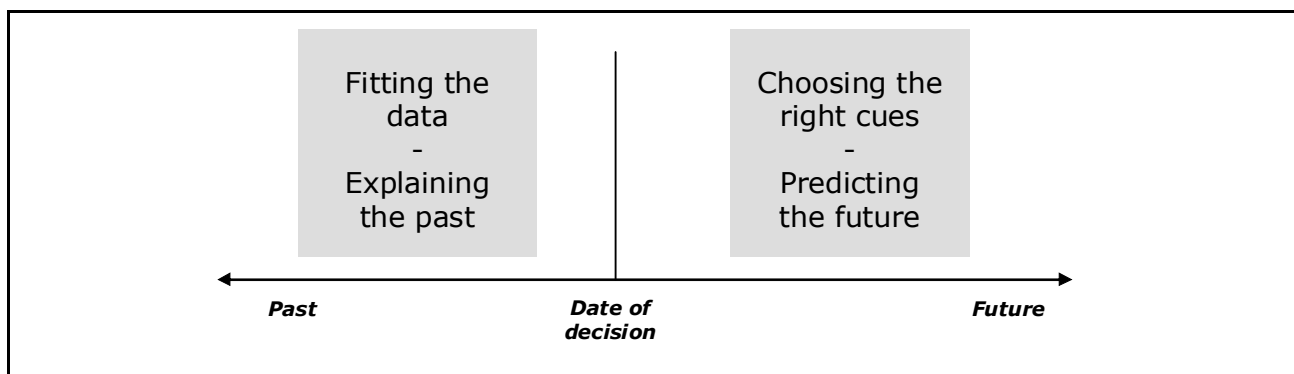 Fitting the
data
-
Explaining
the past
Choosing the
right cues
-
Predicting
the future
Past
Date of
decision
Future